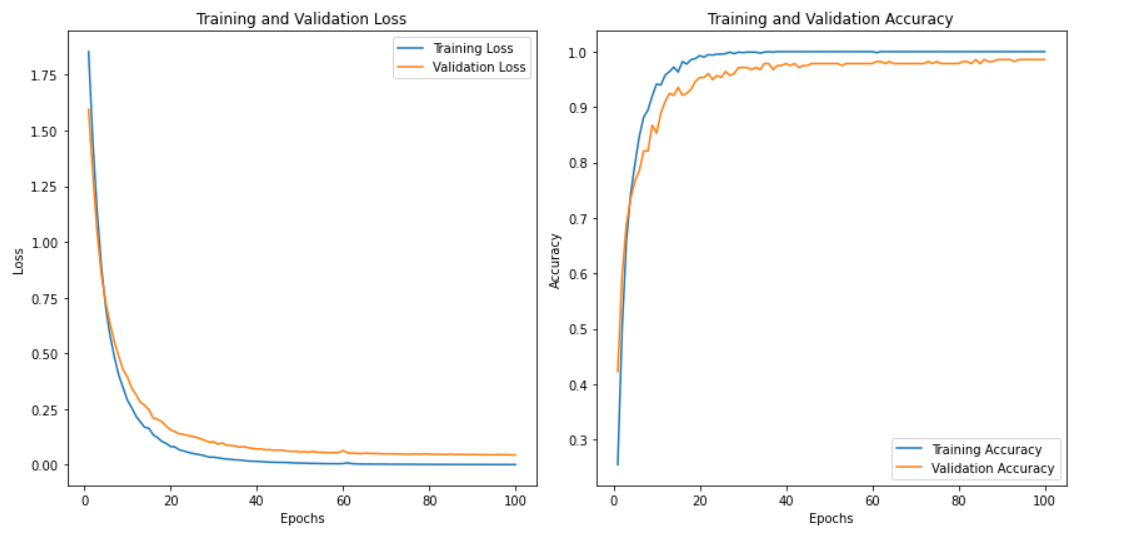 Training and Validation Loss
Training Loss
Validation Loss
1.75
1.50
1.25
1.00
0.75
0.50
0.25
0.00
Loss
0 20 40 60 80 100
Epochs
Training and Validation Accuracy
1.0
0.9
0.8
0.7
0.6
0.5
0.4
0.3
Accuracy
Training Accuracy
Validation Accuracy
0 20 40 60 80 100
Epochs